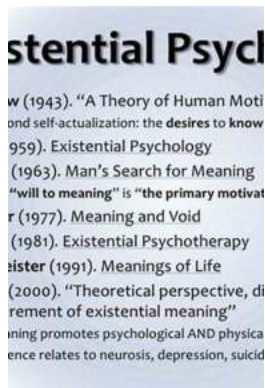 stential Psych
w (1943). “A Theory of Human Moti
ond self-actualization: the desires to know
959). Existential Psychology
(1963). Man’s Search for Meaning
“will to meaning” is “the primary motivat
r (1977). Meaning and Void
(1981). Existential Psychotherapy
eister (1991). Meanings of Life
(2000). “Theoretical perspective, di
rement of existential meaning”
ning promotes psychological AND physica
ence relates to neurosis, depression, suicid